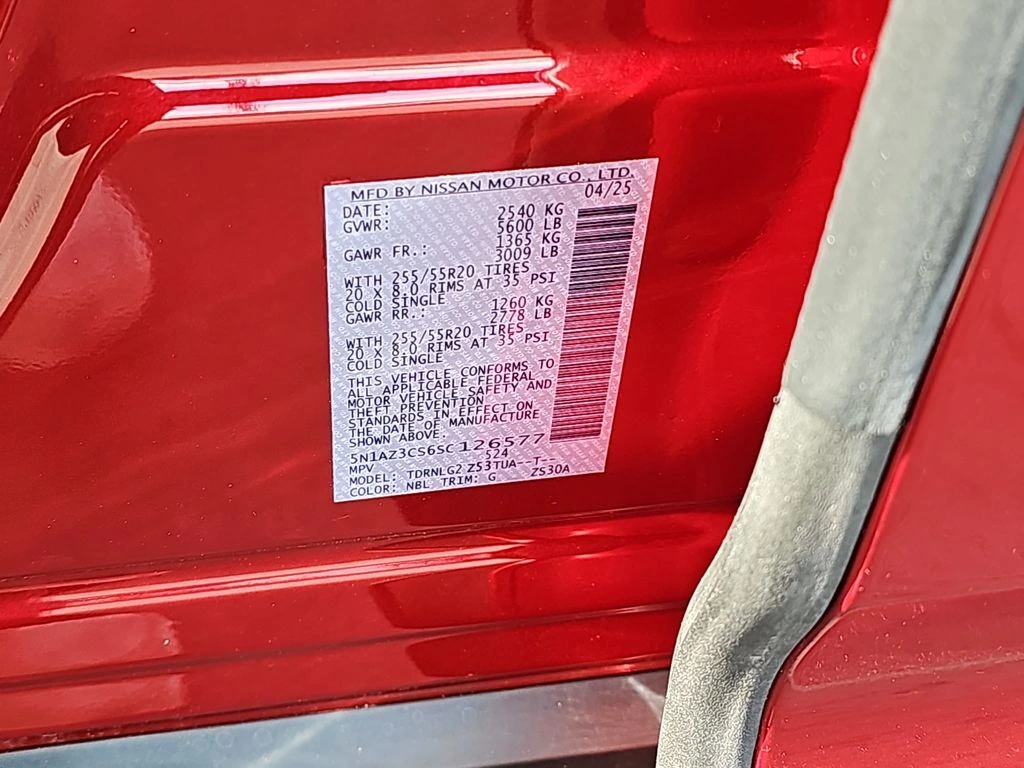 MFD BY NISSAN MOTOR CO., LTD.
DATE: 04/25
GVWR: 2540 KG
5600 LB
GAWR FR.: 1365 KG
3009 LB
WITH 255/55R20 TIRES
20 X 8.0 RIMS AT 35 PSI
COLD SINGLE
GAWR RR.: 1260 KG
2778 LB
WITH 255/55R20 TIRES
20 X 8.0 RIMS AT 35 PSI
COLD SINGLE
THIS VEHICLE CONFORMS TO
ALL APPLICABLE FEDERAL
MOTOR VEHICLE SAFETY AND
THEFT PREVENTION
STANDARDS IN EFFECT ON
THE DATE OF MANUFACTURE
SHOWN ABOVE.
5N1AZ3CS6SC126577
MPV 524
MODEL: TDRNLG2 Z53TUA--T--
COLOR: NBL TRIM: G ZS30A